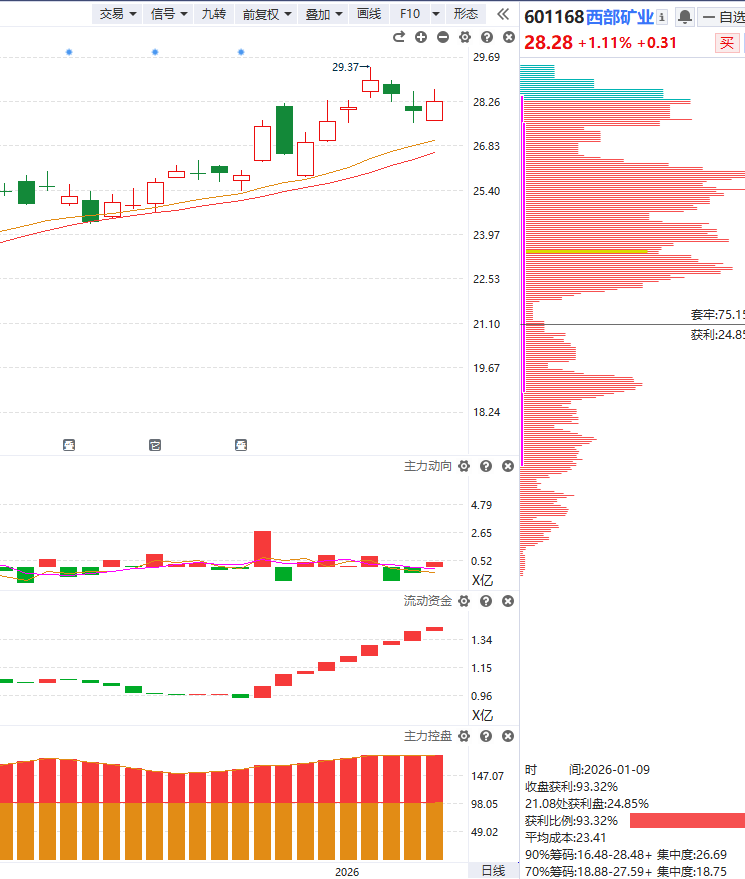 交易 信号 九转 前复权 叠加 画线 F10 形态
601168西部矿业 自选
28.28 +1.11% +0.31 买
29.69
29.37
28.26
26.83
25.40
23.97
22.53
套牢:75.15
21.10
获利:24.85
19.67
18.24
主力动向
4.79
2.65
0.52
X亿
流动资金
1.34
1.15
0.96
X亿
主力控盘
147.07
98.05
49.02
时 间:2026-01-09
收盘获利:93.32%
21.08处获利盘:24.85%
获利比例:93.32%
平均成本:23.41
90%筹码:16.48-28.48+ 集中度:26.69
70%筹码:18.88-27.59+ 集中度:18.75
2026 日线